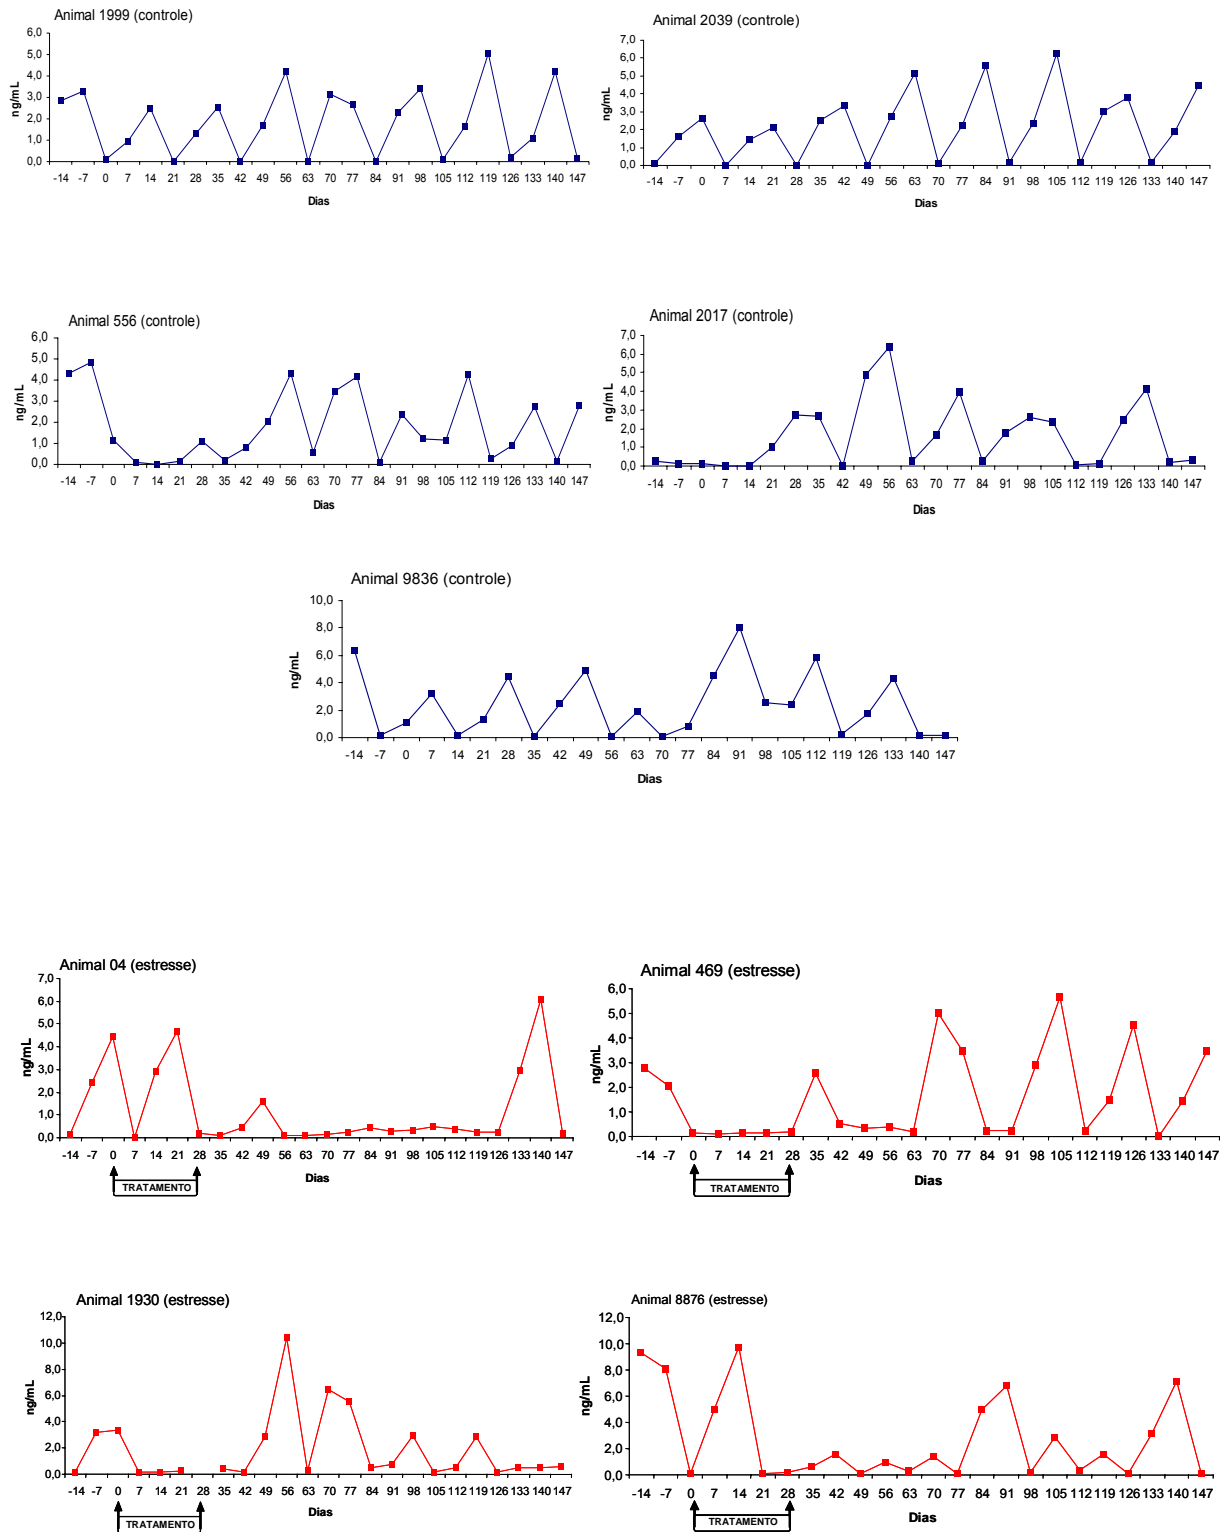 Animal 1999 (controle)
6,0
5,0
4,0
3,0
2,0
1,0
0,0
ng/mL
-14 -7 0 7 14 21 28 35 42 49 56 63 70 77 84 91 98 105 112 119 126 133 140 147
Dias
Animal 2039 (controle)
7,0
6,0
5,0
4,0
3,0
2,0
1,0
0,0
ng/mL
-14 -7 0 7 14 21 28 35 42 49 56 63 70 77 84 91 98 105 112 119 126 133 140 147
Dias
Animal 556 (controle)
6,0
5,0
4,0
3,0
2,0
1,0
0,0
ng/mL
-14 -7 0 7 14 21 28 35 42 49 56 63 70 77 84 91 98 105 112 119 126 133 140 147
Dias
Animal 2017 (controle)
7,0
6,0
5,0
4,0
3,0
2,0
1,0
0,0
ng/mL
-14 -7 0 7 14 21 28 35 42 49 56 63 70 77 84 91 98 105 112 119 126 133 140 147
Dias
Animal 9836 (controle)
10,0
8,0
6,0
4,0
2,0
0,0
ng/mL
-14 -7 0 7 14 21 28 35 42 49 56 63 70 77 84 91 98 105 112 119 126 133 140 147
Dias
Animal 04 (estresse)
7,0
6,0
5,0
4,0
3,0
2,0
1,0
0,0
ng/mL
-14 -7 0 7 14 21 28 35 42 49 56 63 70 77 84 91 98 105 112 119 126 133 140 147
Dias
TRATAMENTO
Animal 469 (estresse)
6,0
5,0
4,0
3,0
2,0
1,0
0,0
ng/mL
-14 -7 0 7 14 21 28 35 42 49 56 63 70 77 84 91 98 105 112 119 126 133 140 147
Dias
TRATAMENTO
Animal 1930 (estresse)
12,0
10,0
8,0
6,0
4,0
2,0
0,0
ng/mL
-14 -7 0 7 14 21 28 35 42 49 56 63 70 77 84 91 98 105 112 119 126 133 140 147
Dias
TRATAMENTO
Animal 8876 (estresse)
12,0
10,0
8,0
6,0
4,0
2,0
0,0
ng/mL
-14 -7 0 7 14 21 28 35 42 49 56 63 70 77 84 91 98 105 112 119 126 133 140 147
Dias
TRATAMENTO